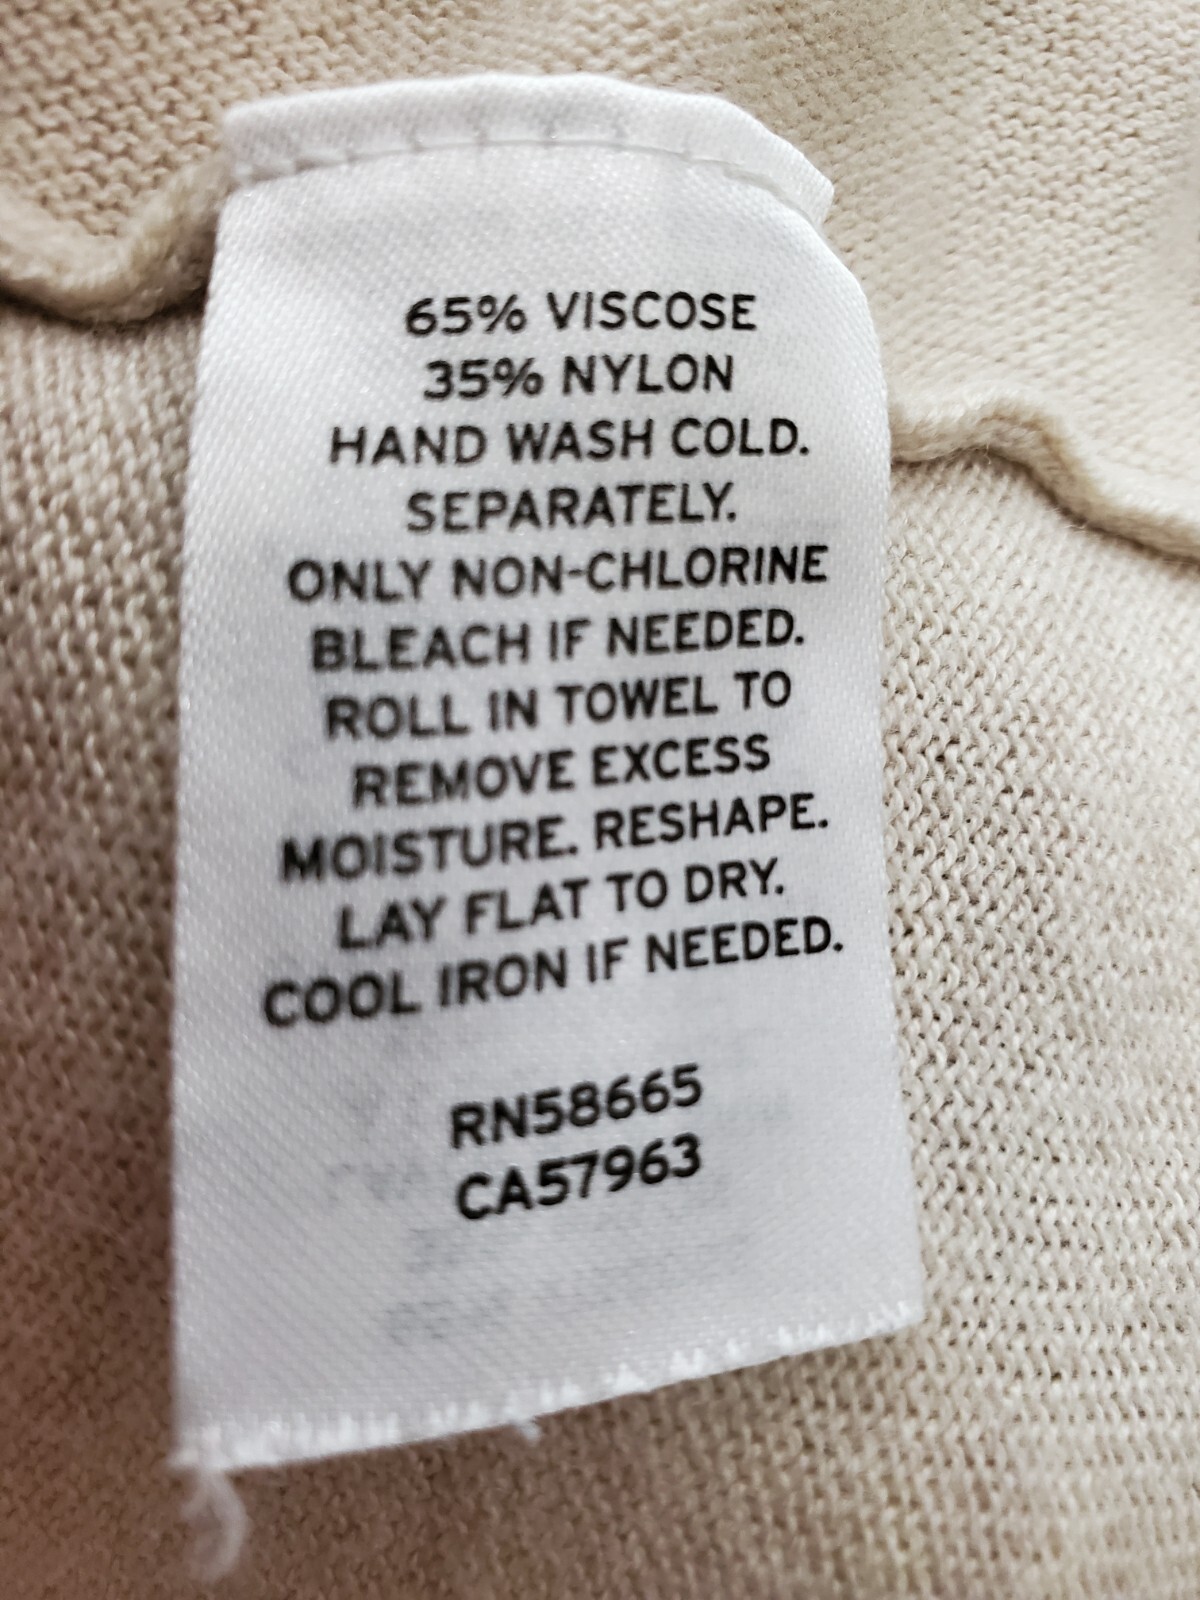 65% VISCOSE
35% NYLON
HAND WASH COLD.
SEPARATELY.
ONLY NON-CHLORINE
BLEACH IF NEEDED.
ROLL IN TOWEL TO
REMOVE EXCESS
MOISTURE. RESHAPE.
LAY FLAT TO DRY.
COOL IRON IF NEEDED.
RN58665
CA57963